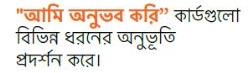 "আমি অনুভব করি” কার্ডগুলো
বিভিন্ন ধরনের অনুভূতি
প্রদর্শন করে।